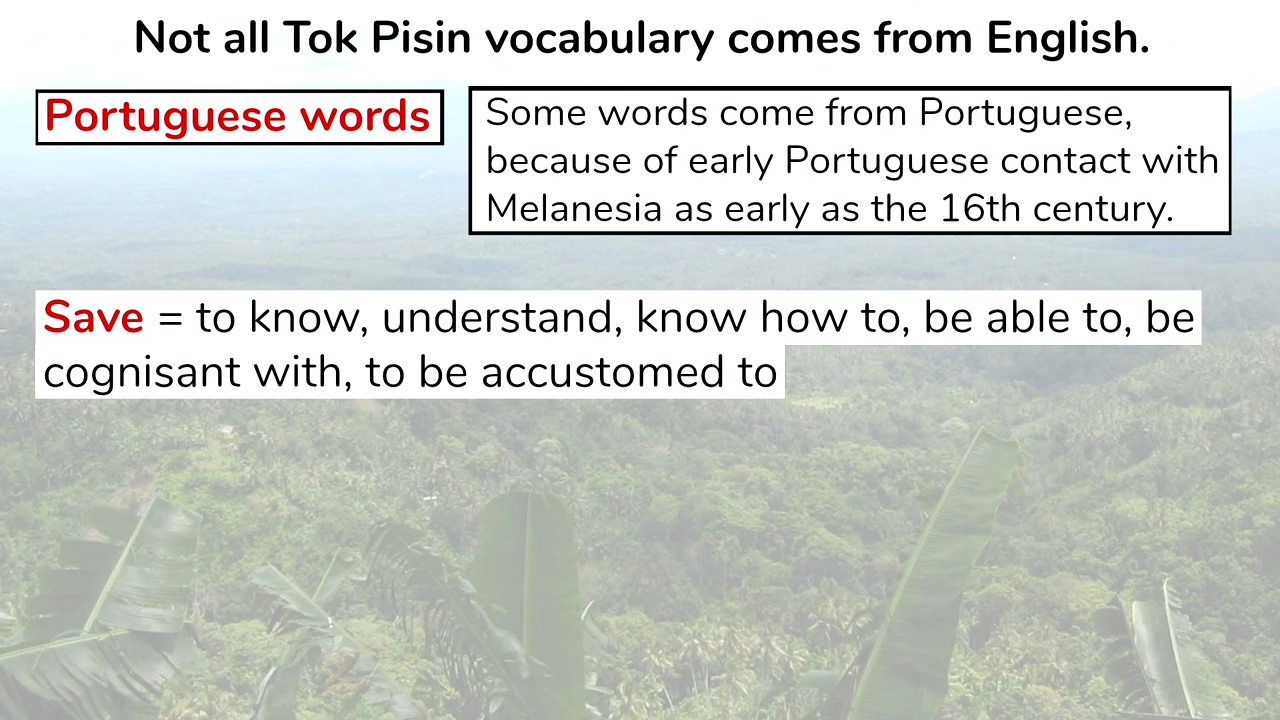 Not all Tok Pisin vocabulary comes from English.
Portuguese words
Some words come from Portuguese,
because of early Portuguese contact with
Melanesia as early as the 16th century.
Save = to know, understand, know how to, be able to, be
cognisant with, to be accustomed to